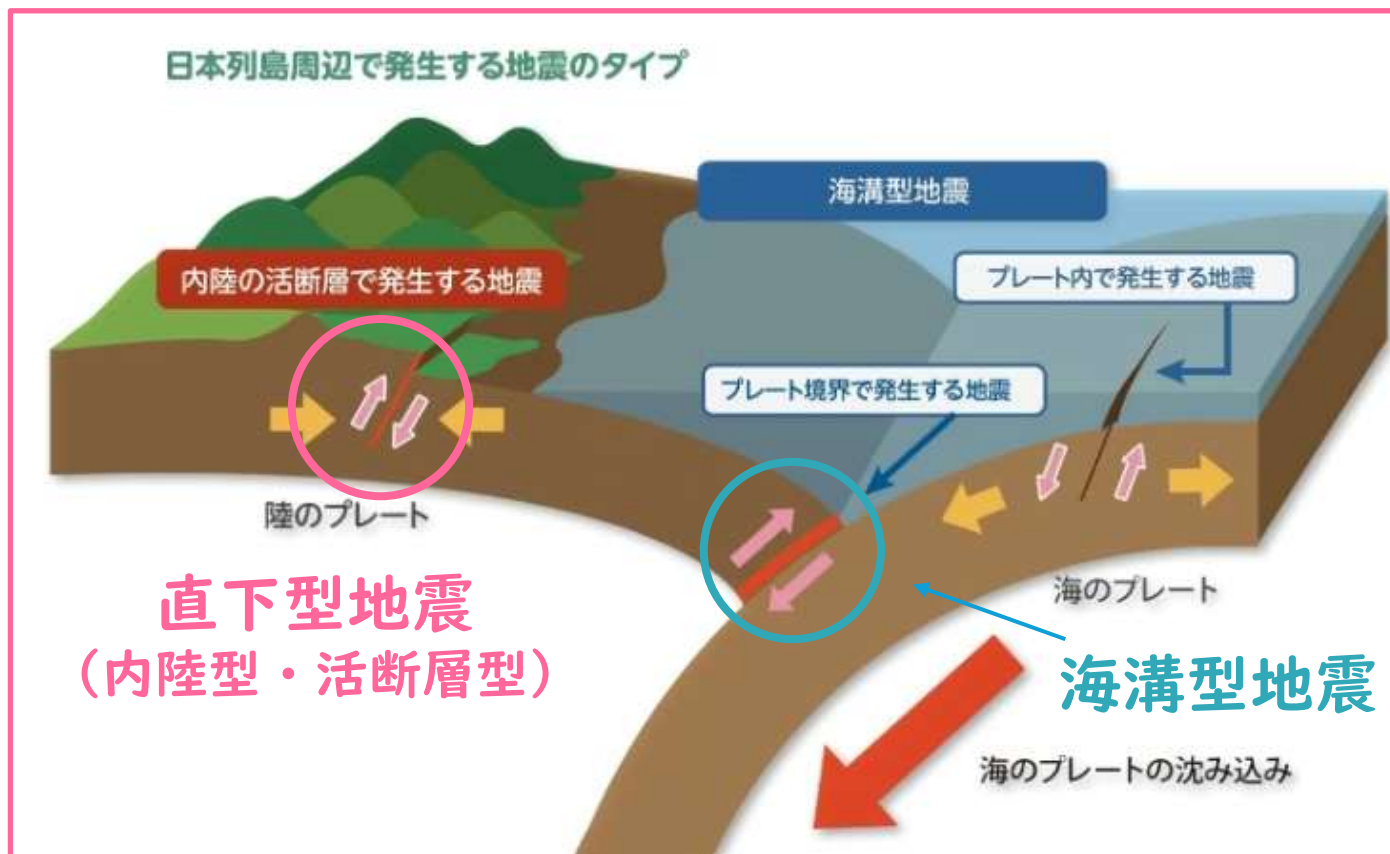 日本列島周辺で発生する地震のタイプ
海溝型地震
内陸の活断層で発生する地震
プレート内で発生する地震
プレート境界で発生する地震
陸のプレート
海のプレート
直下型地震
（内陸型・活断層型）
海溝型地震
海のプレートの沈み込み